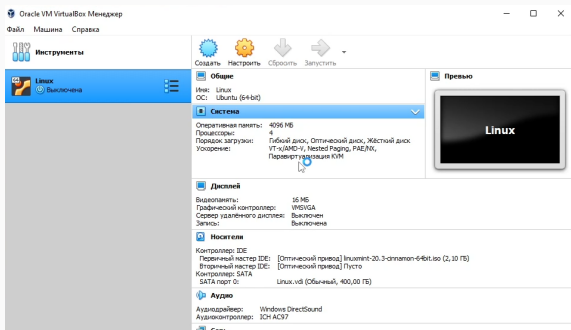 Oracle VM VirtualBox Менеджер
Файл Машина Справка
Инструменты
Создать Настроить Сбросить Запустить
Linux
Выключена
Общие
Имя: Linux
ОС: Ubuntu (64-bit)
Превью
Linux
Система
Оперативная память: 4096 МБ
Процессоры: 4
Порядок загрузки: Гибкий диск, Оптический диск, Жёсткий диск
Ускорение: VT-x/AMD-V, Nested Paging, PAE/NX,
Паравиртуализация KVM
Дисплей
Видеопамять: 16 МБ
Графический контроллер: VMSVGA
Сервер удалённого дисплея: Выключен
Запись: Выключена
Носители
Контроллер: IDE
Первичный мастер IDE: [Оптический привод] linuxmint-20.3-cinnamon-64bit.iso (2,10 ГБ)
Вторичный мастер IDE: [Оптический привод] Пусто
Контроллер: SATA
SATA порт 0: Linux.vdi (Обычный, 400,00 ГБ)
Аудио
Аудиодрайвер: Windows DirectSound
Аудиоконтроллер: ICH AC97